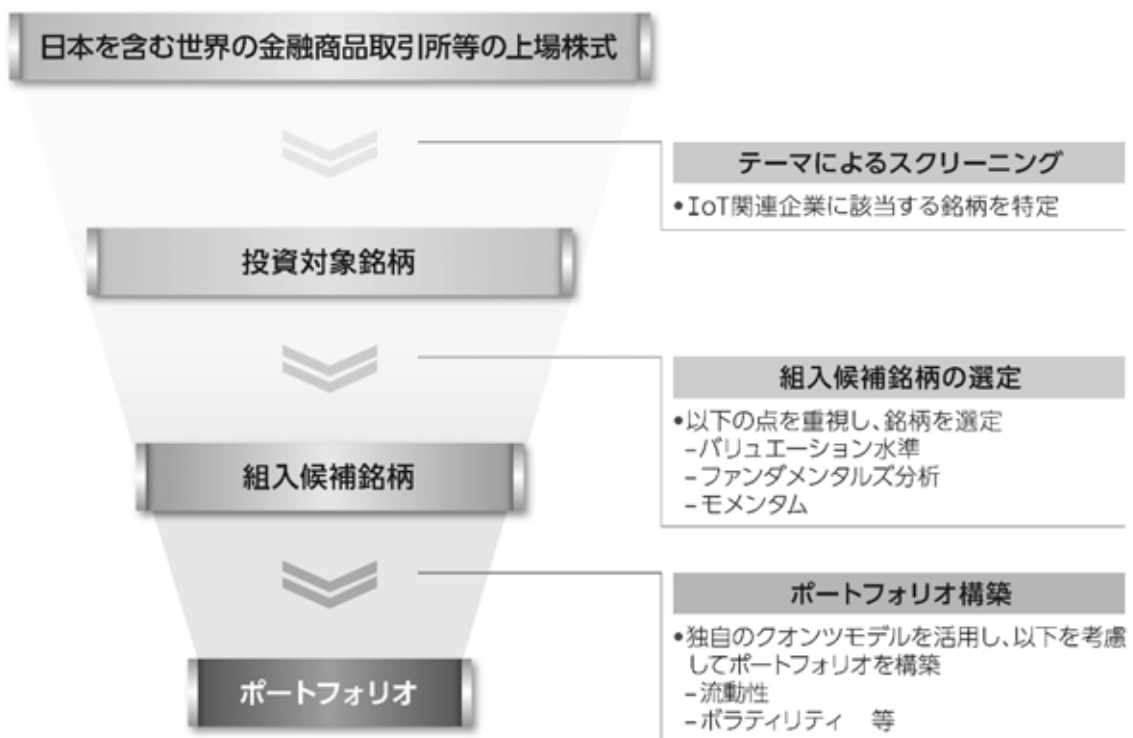 日本を含む世界の金融商品取引所等の上場株式
テーマによるスクリーニング
•IoT関連企業に該当する銘柄を特定
投資対象銘柄
組入候補銘柄の選定
•以下の点を重視し、銘柄を選定
–バリュエーション水準
–ファンダメンタルズ分析
–モメンタム
組入候補銘柄
ポートフォリオ構築
•独自のクオンツモデルを活用し、以下を考慮
してポートフォリオを構築
–流動性
–ボラティリティ　等
ポートフォリオ